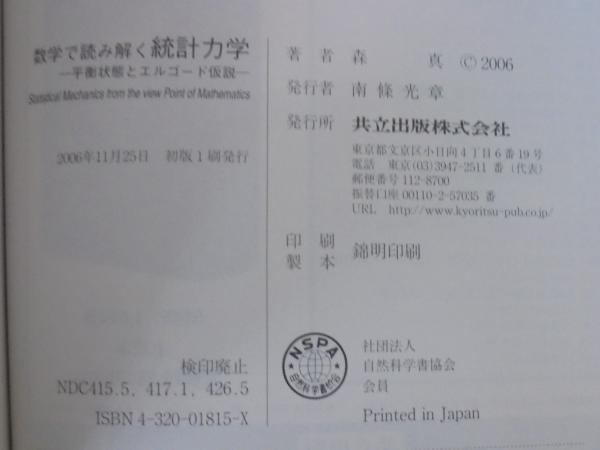 数学で読み解く統計力学
—平衡状態とエルゴード仮説—
Statistical Mechanics from the view Point of Mathematics
2006年11月25日 初版1刷発行
検印廃止
NDC415.5, 417.1, 426.5
ISBN 4-320-01815-X
著者 森 真 © 2006
発行者 南條光章
発行所 共立出版株式会社
東京都文京区小日向4丁目6番19号
電話 東京(03)3947-2511 番 (代表)
郵便番号 112-8700
振替口座 00110-2-57035 番
URL http://www.kyoritsu-pub.co.jp/
印刷
製本 錦明印刷
NSPA
自然科学書協会
社団法人
自然科学書協会
会員
Printed in Japan